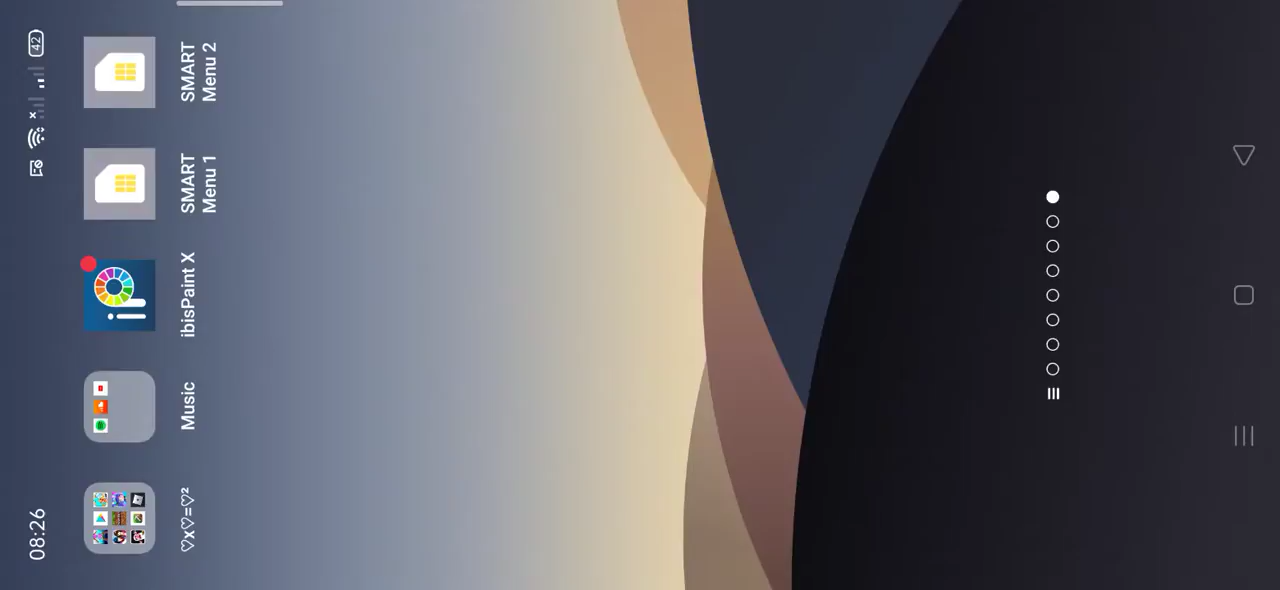 08:26
42
♡x♡=♡²
Music
ibisPaint X
SMART
Menu 1
SMART
Menu 2